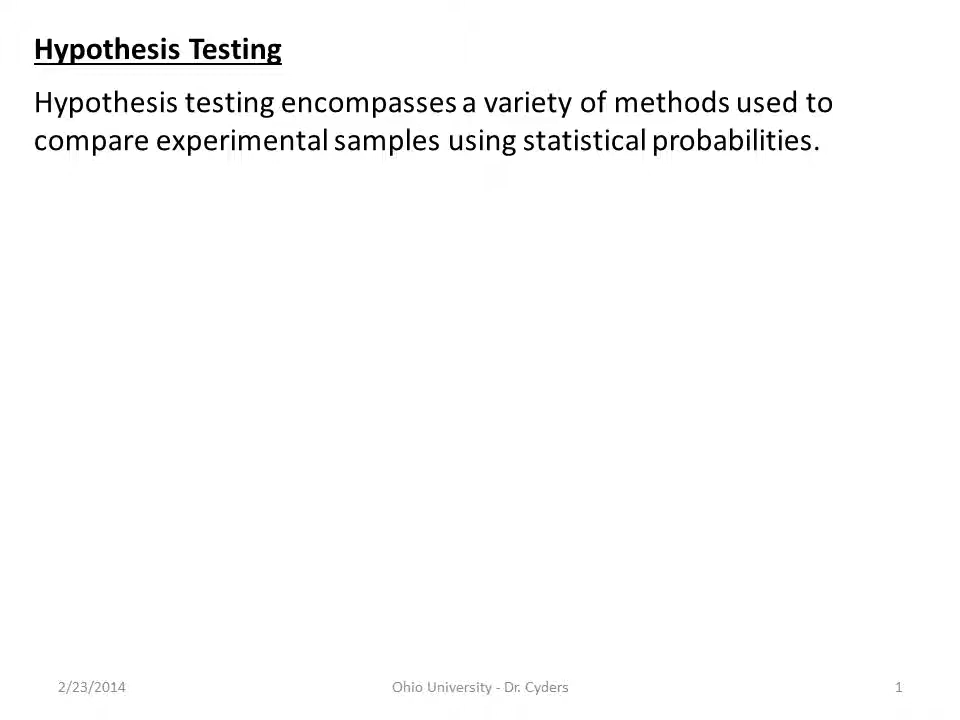 Hypothesis Testing
Hypothesis testing encompasses a variety of methods used to
compare experimental samples using statistical probabilities.
2/23/2014 Ohio University - Dr. Cyders 1